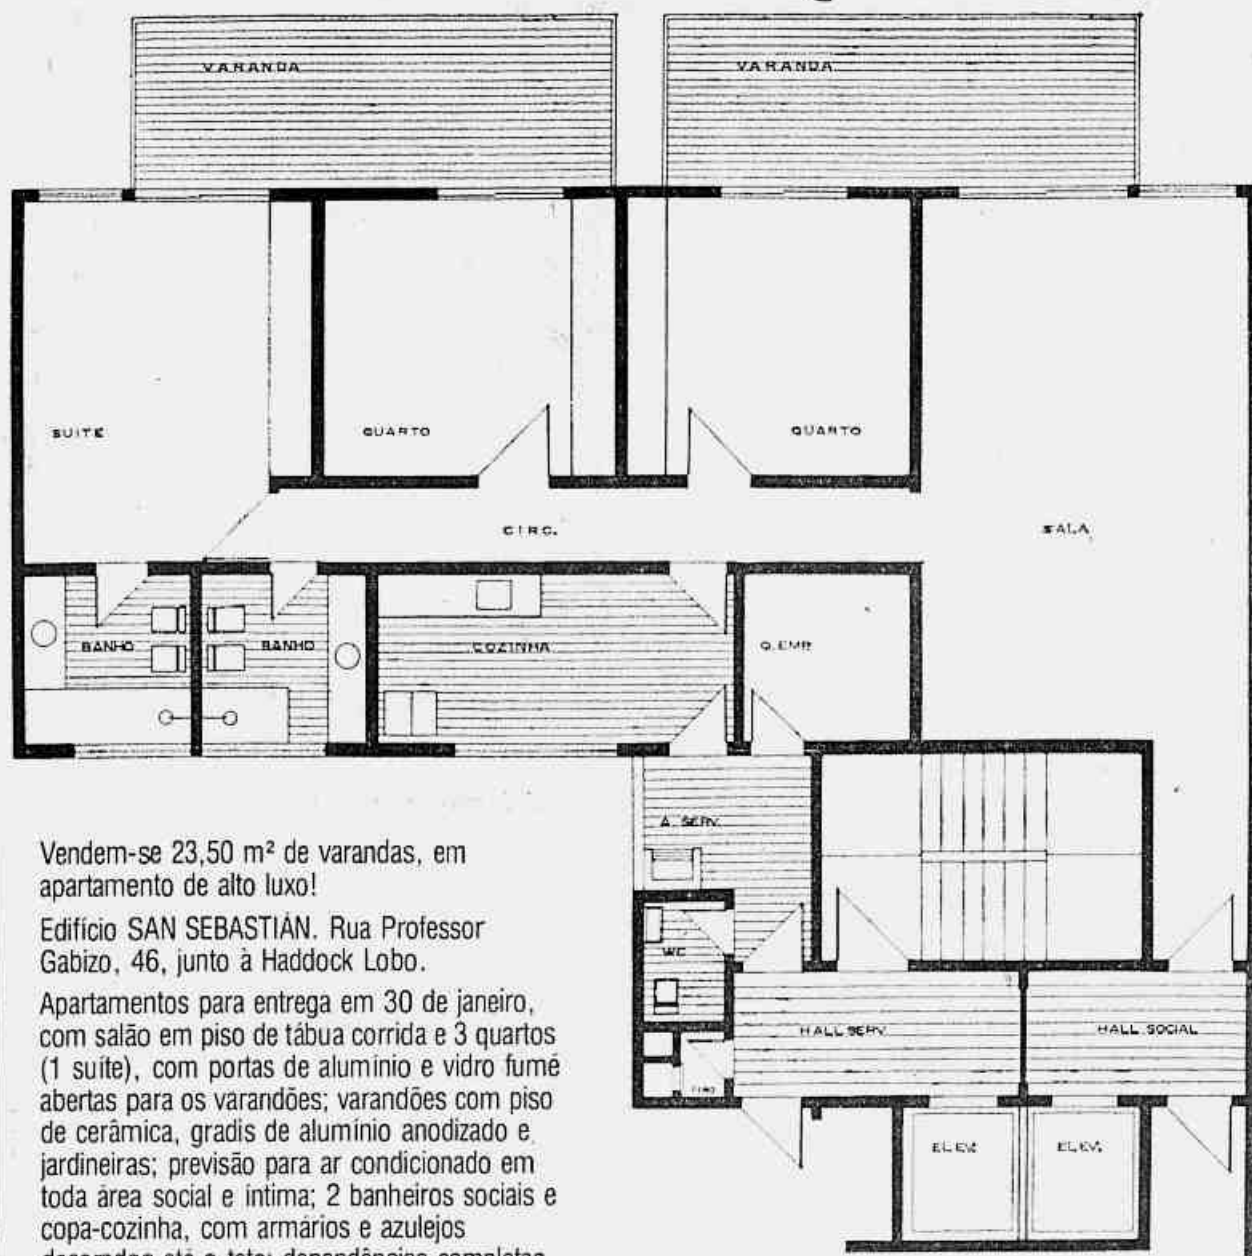 VARANDA
VARANDA
SUITE
QUARTO
QUARTO
CIRC.
SALA
BANHO
BANHO
COZINHA
Q. EMP.
A. SERV.
WC
HALL SERV.
HALL SOCIAL
ELEV.
ELEV.
Vendem-se 23,50 m² de varandas, em
apartamento de alto luxo!
Edifício SAN SEBASTIÁN. Rua Professor
Gabizo, 46, junto à Haddock Lobo.
Apartamentos para entrega em 30 de janeiro,
com salão em piso de tábua corrida e 3 quartos
(1 suíte), com portas de alumínio e vidro fumê
abertas para os varandões; varandões com piso
de cerâmica, gradis de alumínio anodizado e
jardineiras; previsão para ar condicionado em
toda área social e íntima; 2 banheiros sociais e
copa-cozinha, com armários e azulejos